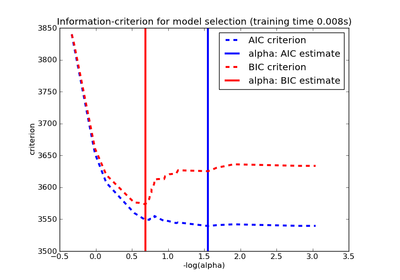 Information-criterion for model selection (training time 0.008s)
3850
3800
3750
3700
3650
3600
3550
3500
criterion
AIC criterion
alpha: AIC estimate
BIC criterion
alpha: BIC estimate
-0.5 0.0 0.5 1.0 1.5 2.0 2.5 3.0 3.5
-log(alpha)